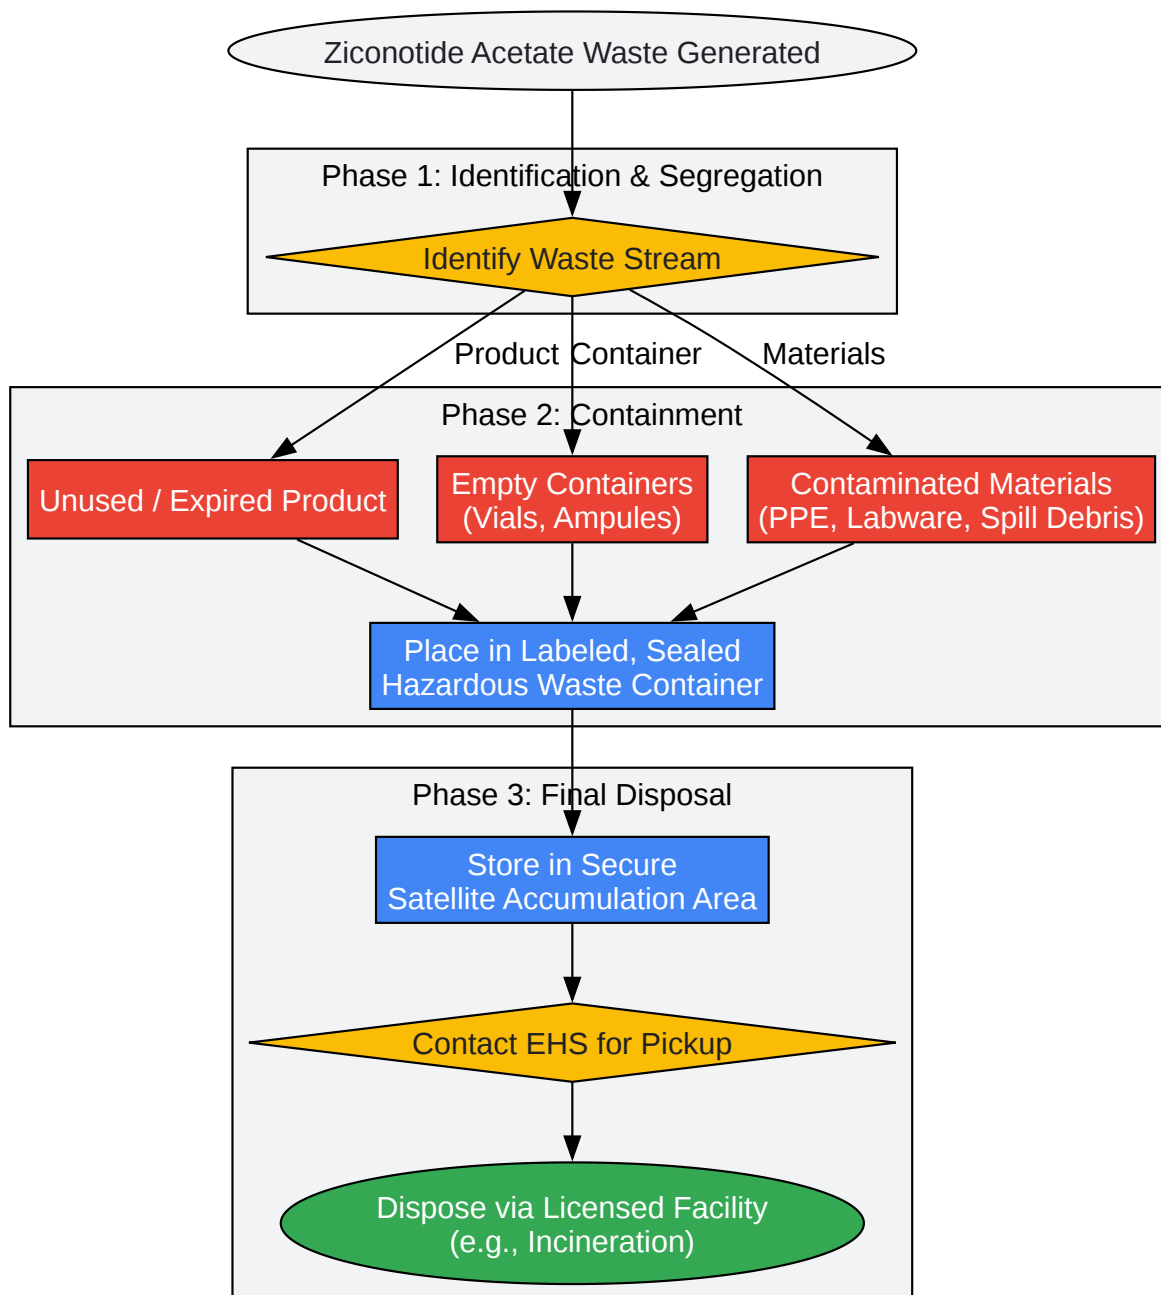 Ziconotide Acetate Waste Generated
Phase 1: Identification & Segregation
Identify Waste Stream
Product
Container
Materials
Phase 2: Containment
Unused / Expired Product
Empty Containers
(Vials, Ampules)
Contaminated Materials
(PPE, Labware, Spill Debris)
Place in Labeled, Sealed
Hazardous Waste Container
Phase 3: Final Disposal
Store in Secure
Satellite Accumulation Area
Contact EHS for Pickup
Dispose via Licensed Facility
(e.g., Incineration)